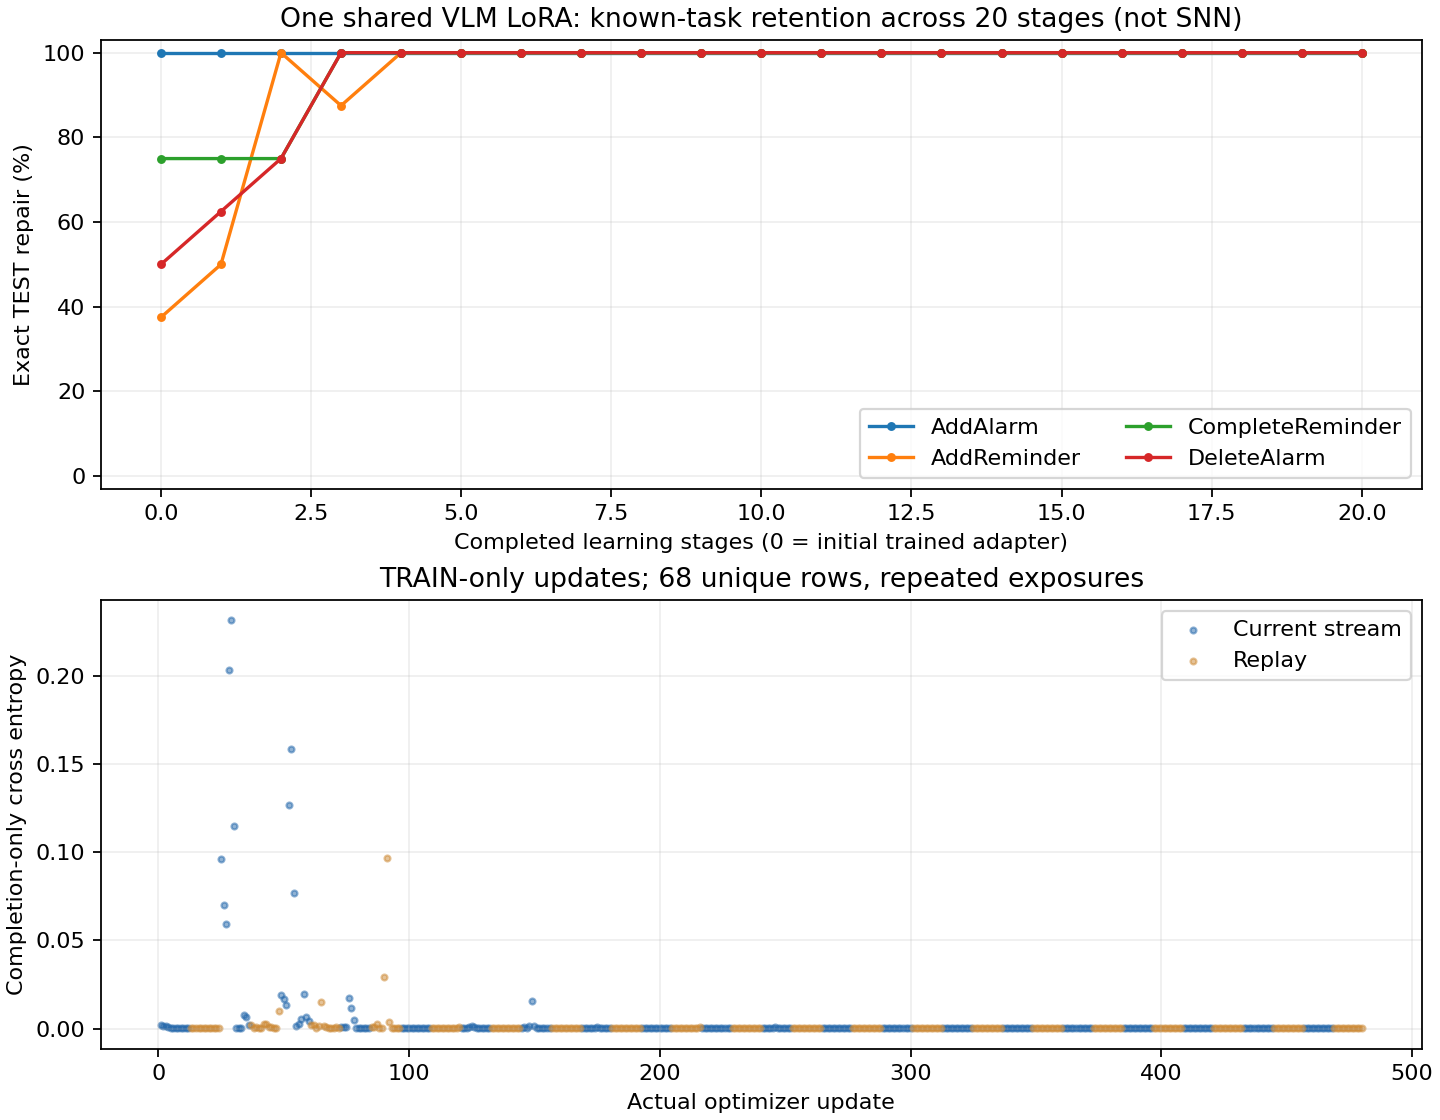 One shared VLM LoRA: known-task retention across 20 stages (not SNN)
100
80
60
40
20
0
Exact TEST repair (%)
AddAlarm
AddReminder
CompleteReminder
DeleteAlarm
0.0 2.5 5.0 7.5 10.0 12.5 15.0 17.5 20.0
Completed learning stages (0 = initial trained adapter)
TRAIN-only updates; 68 unique rows, repeated exposures
0.20
0.15
0.10
0.05
0.00
Completion-only cross entropy
Current stream
Replay
0 100 200 300 400 500
Actual optimizer update